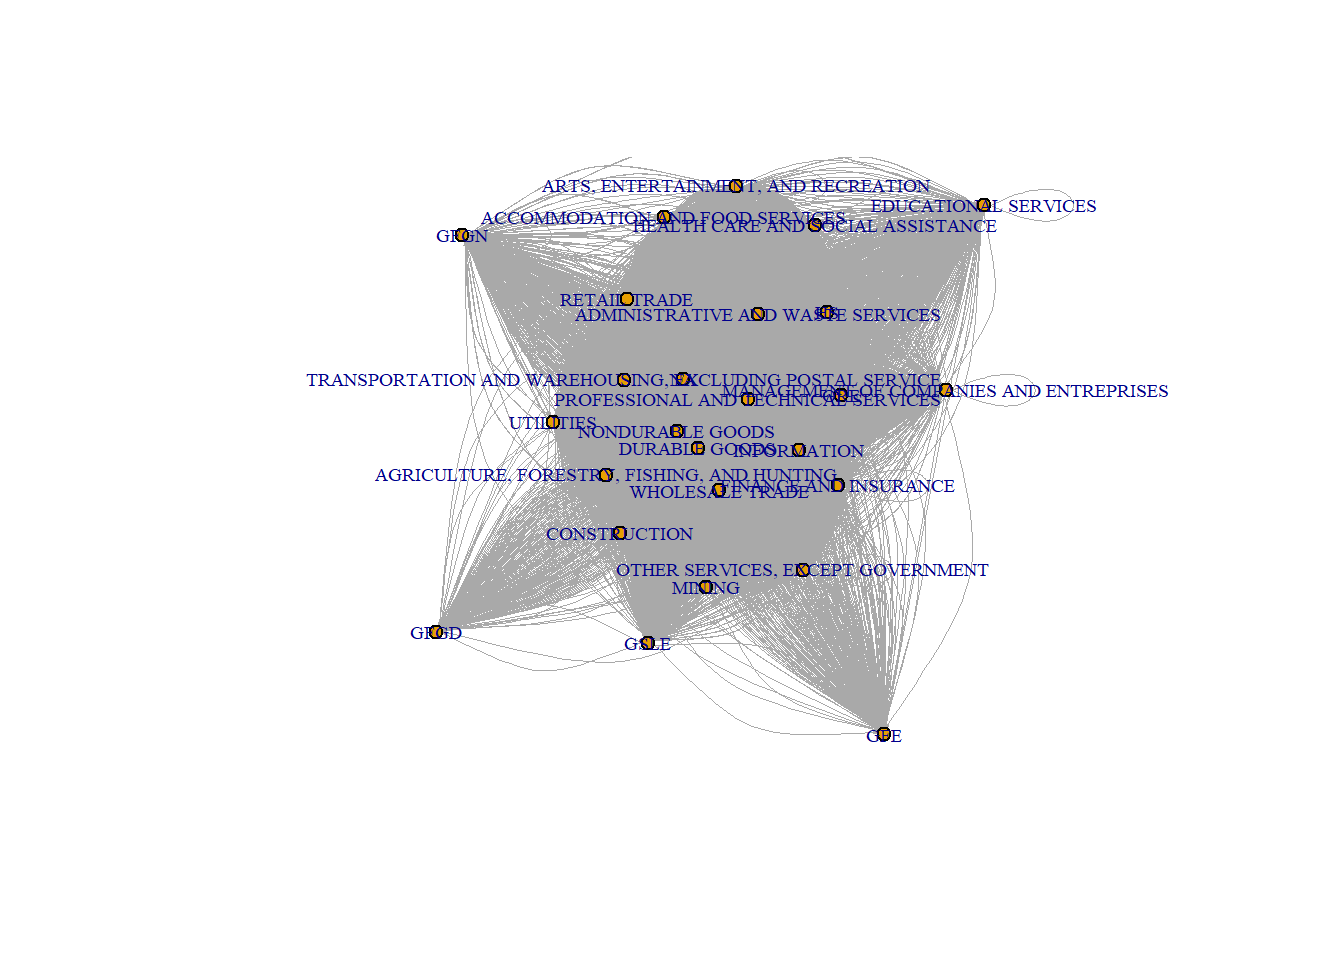 ARTS, ENTERTAINMENT, AND RECREATION
EDUCATIONAL SERVICES
ACCOMMODATION AND FOOD SERVICES
HEALTH CARE AND SOCIAL ASSISTANCE
RETAIL TRADE
ADMINISTRATIVE AND WASTE SERVICES
TRANSPORTATION AND WAREHOUSING, EXCLUDING POSTAL SERVICE
MANAGEMENT OF COMPANIES AND ENTREPRISES
PROFESSIONAL AND TECHNICAL SERVICES
UTILITIES
NONDURABLE GOODS
DURABLE GOODS
INFORMATION
AGRICULTURE, FORESTRY, FISHING, AND HUNTING
FINANCE AND INSURANCE
WHOLESALE TRADE
CONSTRUCTION
OTHER SERVICES, EXCEPT GOVERNMENT
MINING
GSLE